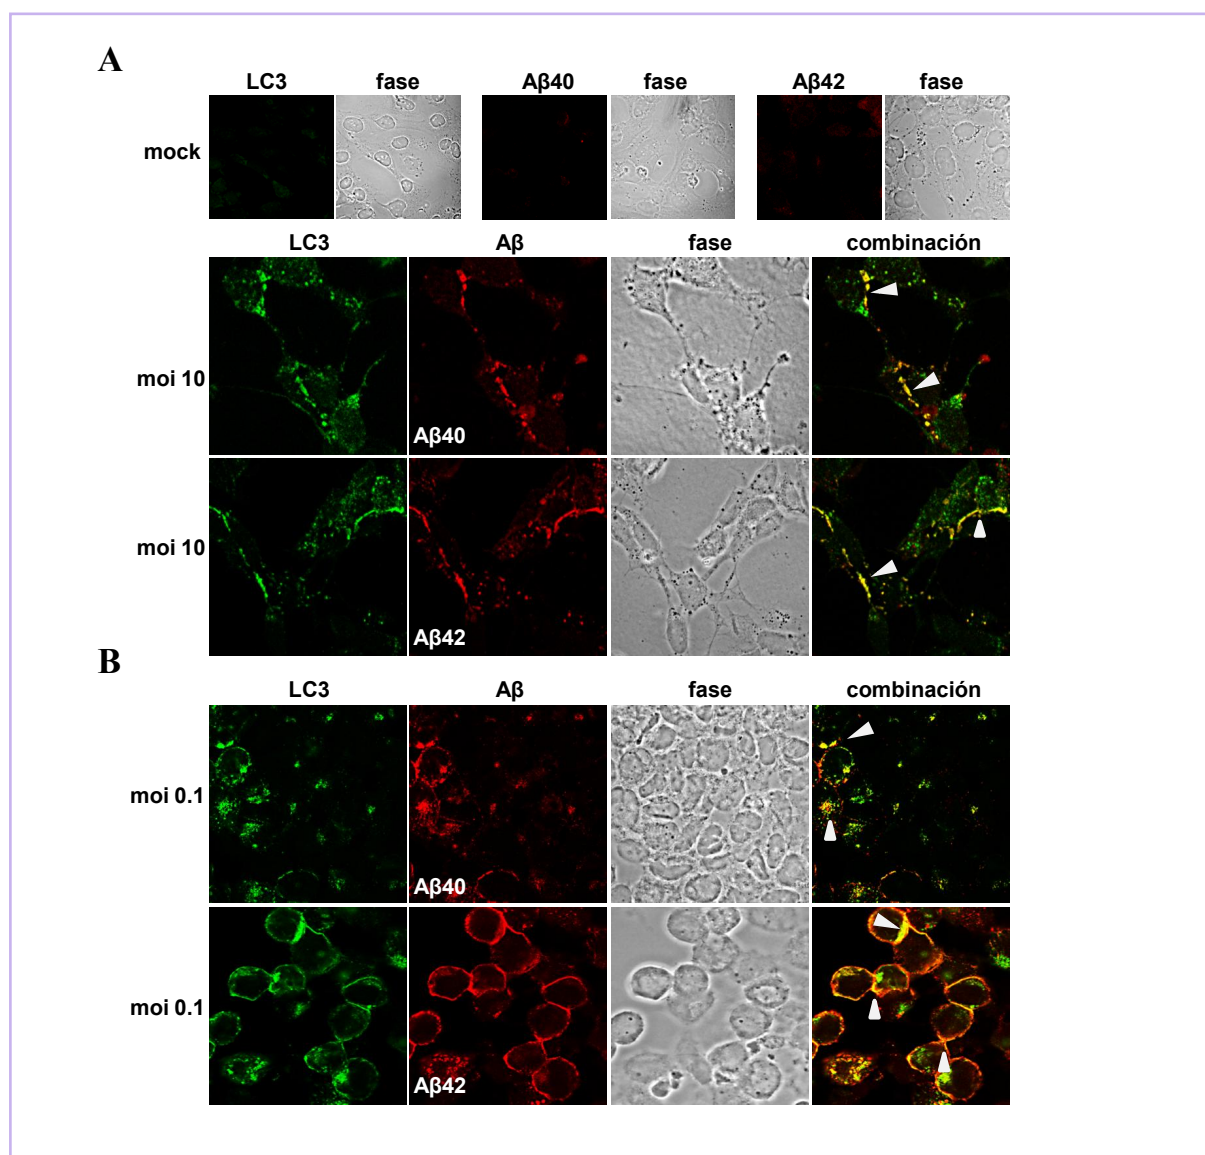 A
LC3 fase Aβ40 fase Aβ42 fase
mock
LC3 Aβ fase combinación
moi 10
Aβ40
moi 10
Aβ42
B
LC3 Aβ fase combinación
moi 0.1
Aβ40
moi 0.1
Aβ42